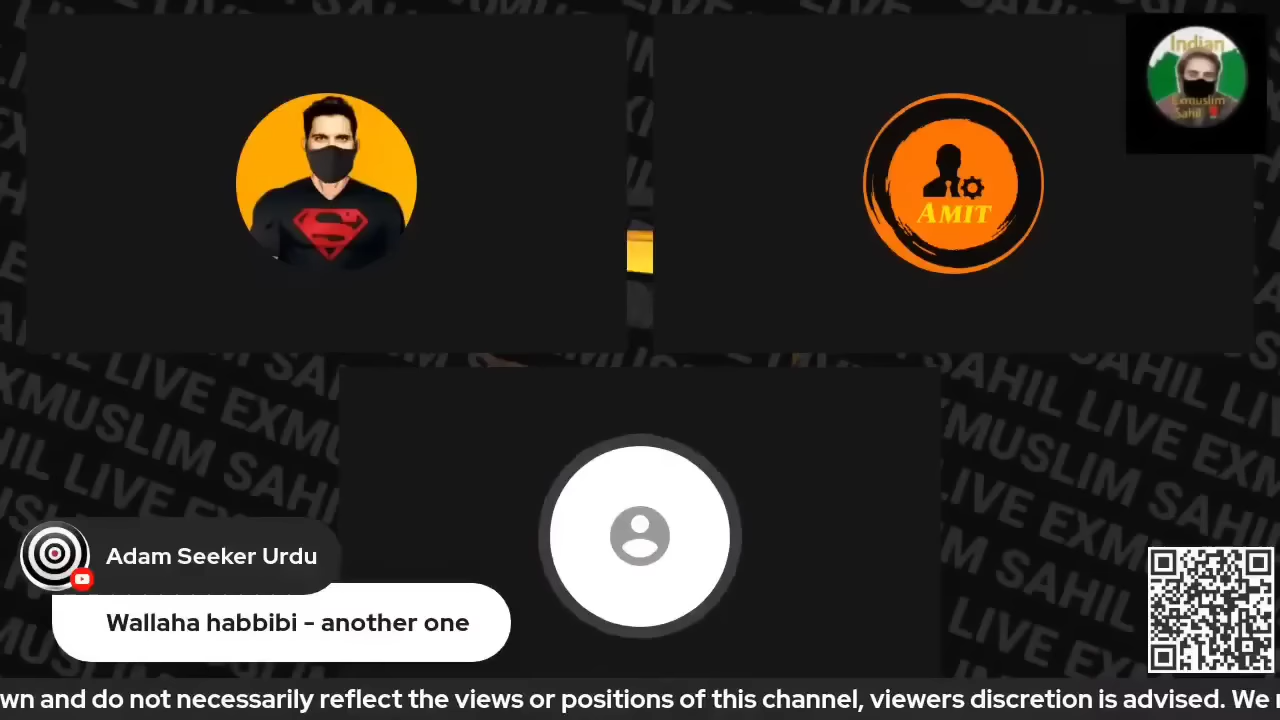 Indian
Exmuslim
Sahil
AMIT
Adam Seeker Urdu
Wallaha habbibi - another one
wn and do not necessarily reflect the views or positions of this channel, viewers discretion is advised. We